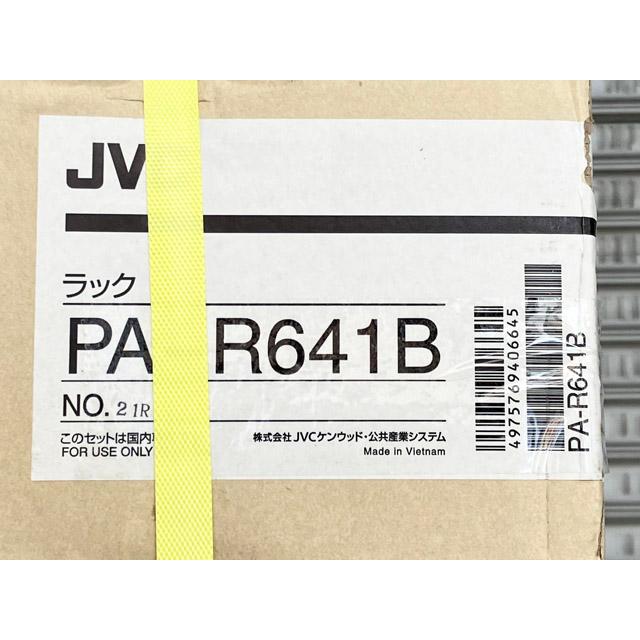 JV
ラック
PA R641B
NO. 21R
このセットは国内
FOR USE ONLY
株式会社 JVCケンウッド・公共産業システム
Made in Vietnam
4975769406645
PA-R641B